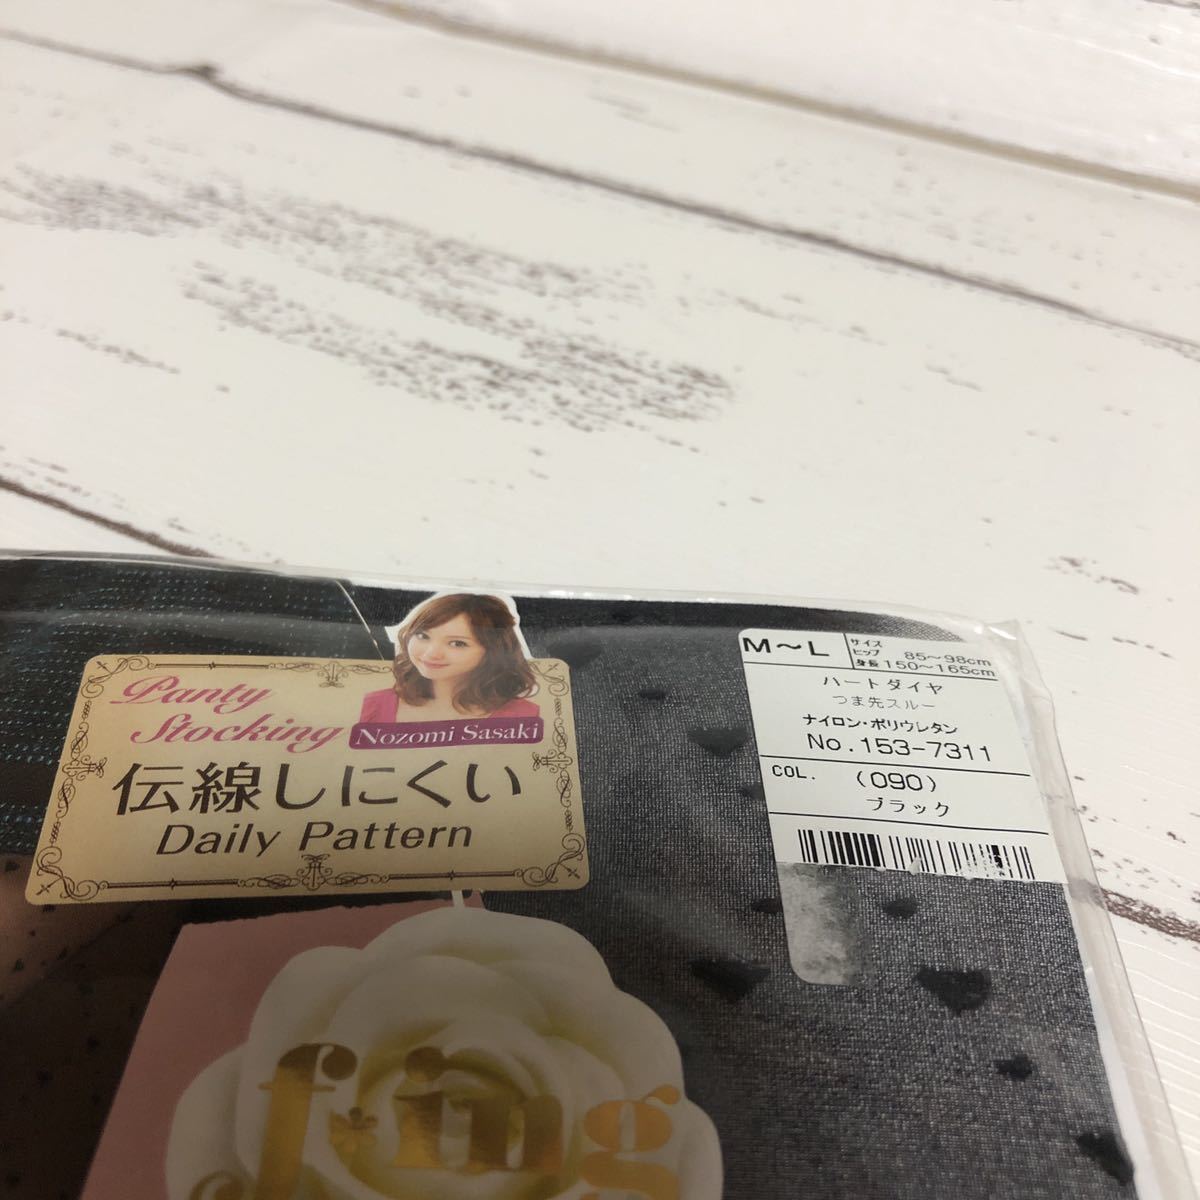 Panty
Stocking
Nozomi Sasaki
伝線しにくい
Daily Pattern
f•ing
M〜L
サイズ
ヒップ 85〜98cm
身長 150〜165cm
ハートダイヤ
つま先スルー
ナイロン・ポリウレタン
No.153-7311
COL. (090)
ブラック